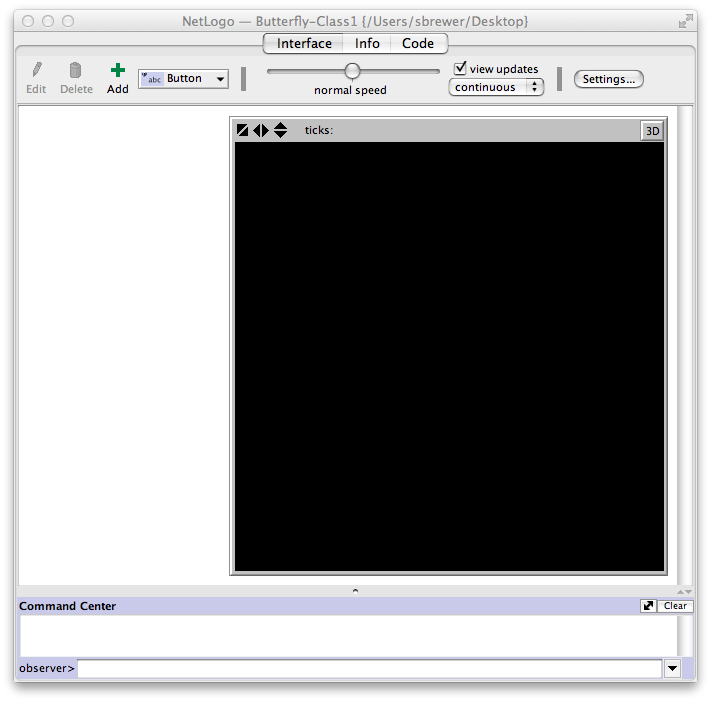 NetLogo — Butterfly-Class1 {/Users/sbrewer/Desktop}
Interface Info Code
Edit Delete Add abc Button normal speed view updates continuous Settings...
ticks: 3D
Command Center Clear
observer>